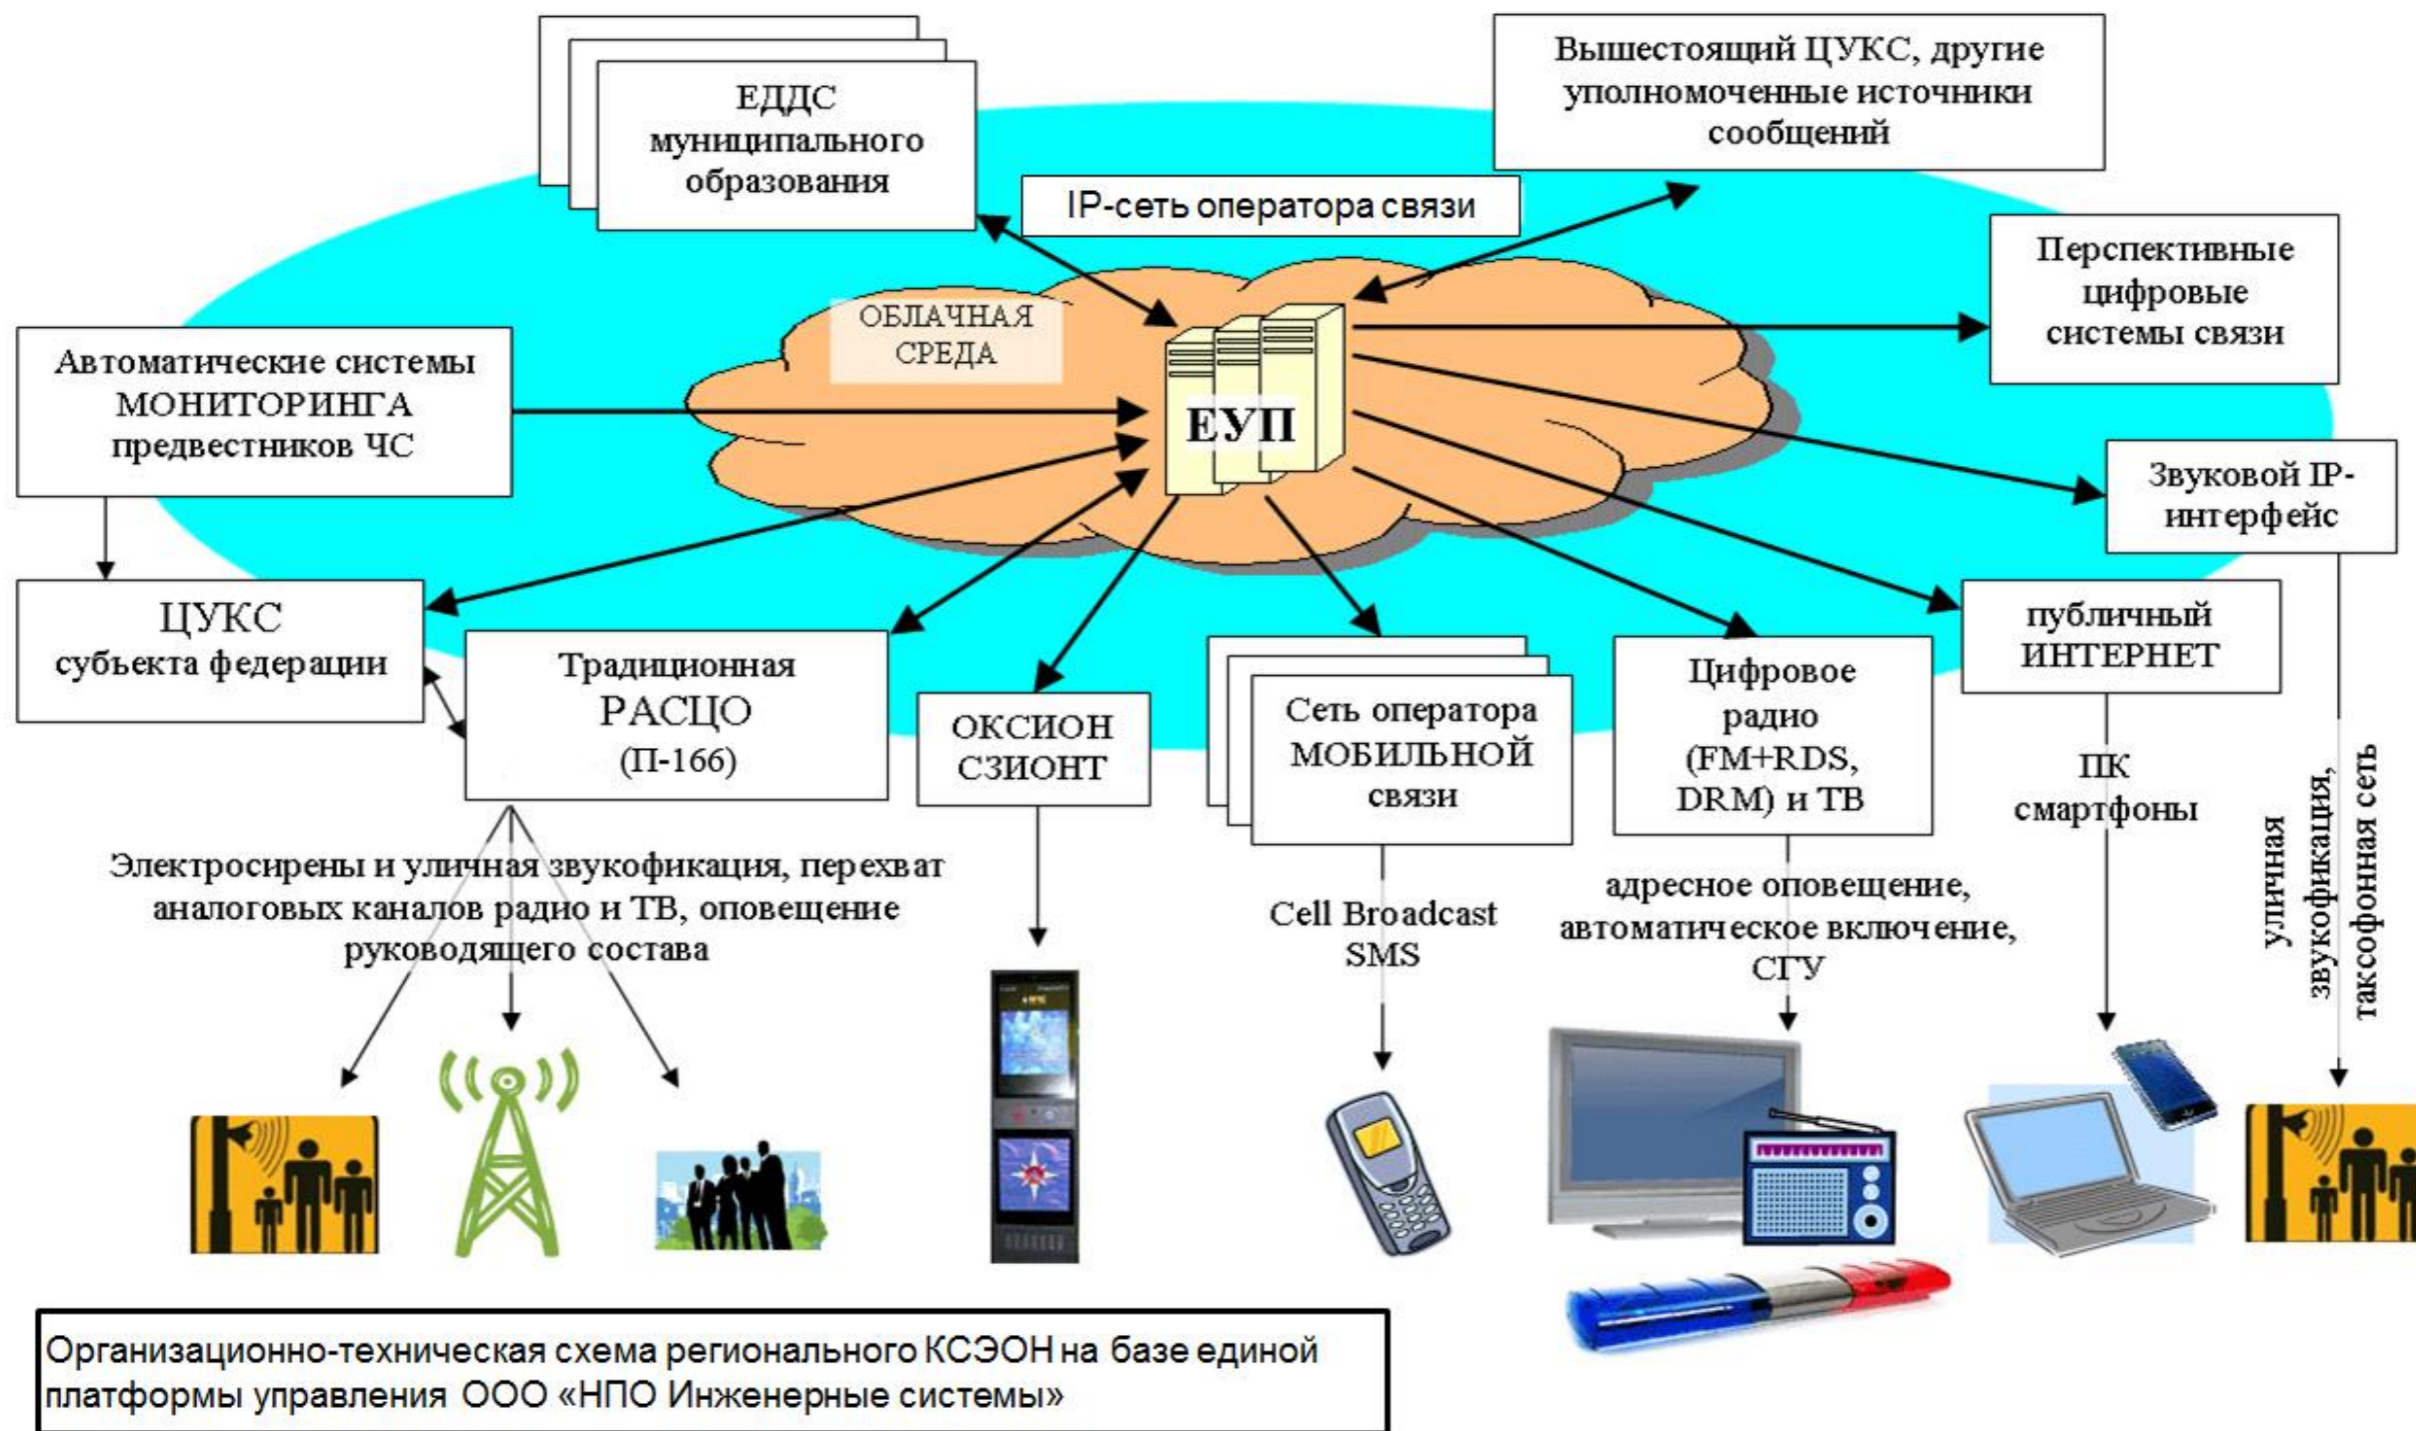 ЕДДС
муниципального
образования
Вышестоящий ЦУКС, другие
уполномоченные источники
сообщений
IP-сеть оператора связи
Перспективные
цифровые
системы связи
ОБЛАЧНАЯ
СРЕДА
Автоматические системы
МОНИТОРИНГА
предвестников ЧС
ЕУП
Звуковой IP-
интерфейс
ЦУКС
субъекта федерации
Традиционная
РАСЦО
(П-166)
ОКСИОН
СЗИОНТ
Сеть оператора
МОБИЛЬНОЙ
связи
Цифровое
радио
(FM+RDS,
DRM) и ТВ
публичный
ИНТЕРНЕТ
ПК
смартфоны
уличная
звукофикация,
таксофонная сеть
Электросирены и уличная звукофикация, перехват
аналоговых каналов радио и ТВ, оповещение
руководящего состава
Cell Broadcast
SMS
адресное оповещение,
автоматическое включение,
СГУ
Организационно-техническая схема регионального КСЭОН на базе единой
платформы управления ООО «НПО Инженерные системы»